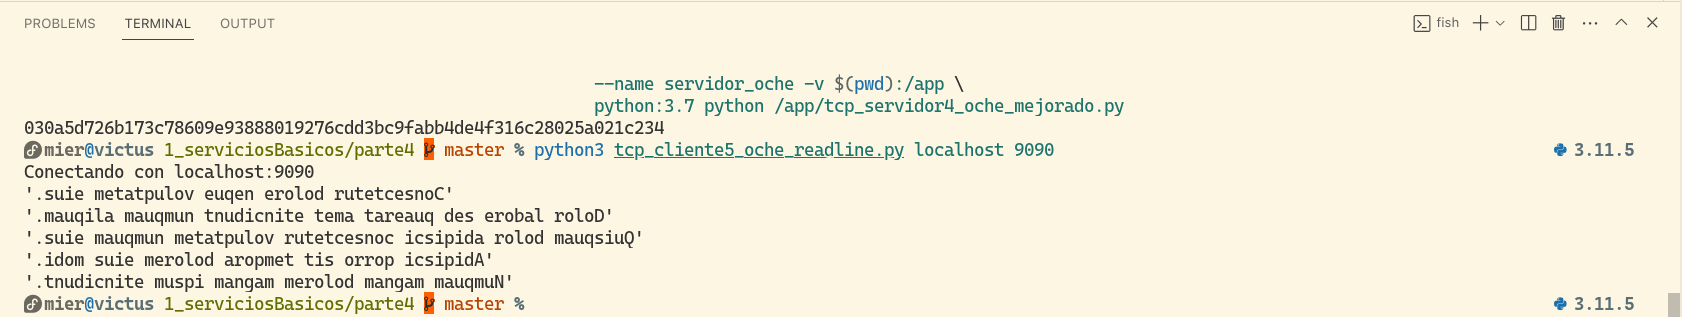 PROBLEMS TERMINAL OUTPUT fish
--name servidor_oche -v $(pwd):/app \
python:3.7 python /app/tcp_servidor4_oche_mejorado.py
030a5d726b173c78609e93888019276cdd3bc9fabb4de4f316c28025a021c234
mier@victus 1_serviciosBasicos/parte4 master % python3 tcp_cliente5_oche_readline.py localhost 9090 3.11.5
Conectando con localhost:9090
'.suie metatpulov euqen erolod rutetcesnoC'
'.mauqila mauqmun tnudicnite tema tareauq des erobal roloD'
'.suie mauqmun metatpulov rutetcesnoc icsipida rolod mauqsiuQ'
'.idom suie merolod aropmet tis orrop icsipidA'
'.tnudicnite muspi mangam merolod mangam mauqmuN'
mier@victus 1_serviciosBasicos/parte4 master % 3.11.5